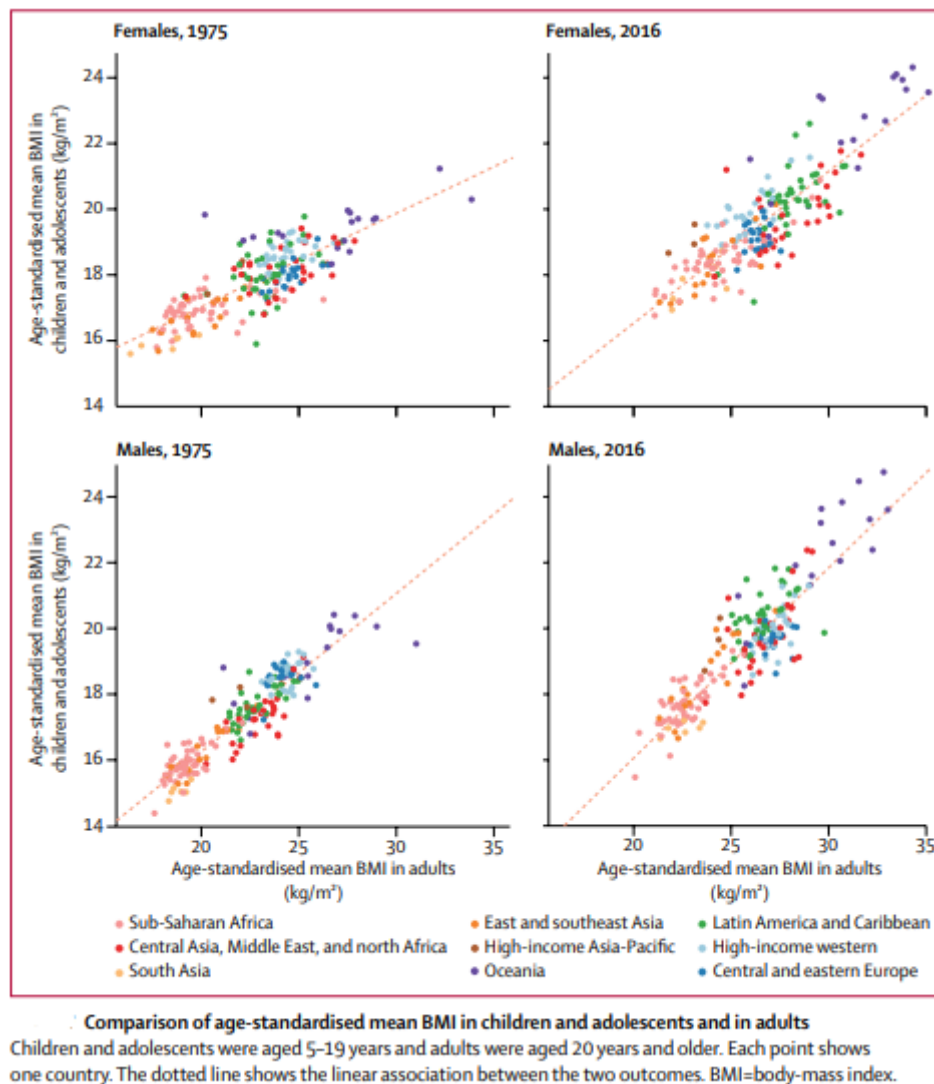 Females, 1975
Females, 2016
Age-standardised mean BMI in
children and adolescents (kg/m²)
24
22
20
18
16
14
Males, 1975
Males, 2016
Age-standardised mean BMI in
children and adolescents (kg/m²)
24
22
20
18
16
14
20 25 30 35
20 25 30 35
Age-standardised mean BMI in adults
(kg/m²)
Age-standardised mean BMI in adults
(kg/m²)
Sub-Saharan Africa
East and southeast Asia
Latin America and Caribbean
Central Asia, Middle East, and north Africa
High-income Asia-Pacific
High-income western
South Asia
Oceania
Central and eastern Europe
Comparison of age-standardised mean BMI in children and adolescents and in adults
Children and adolescents were aged 5–19 years and adults were aged 20 years and older. Each point shows
one country. The dotted line shows the linear association between the two outcomes. BMI=body-mass index.